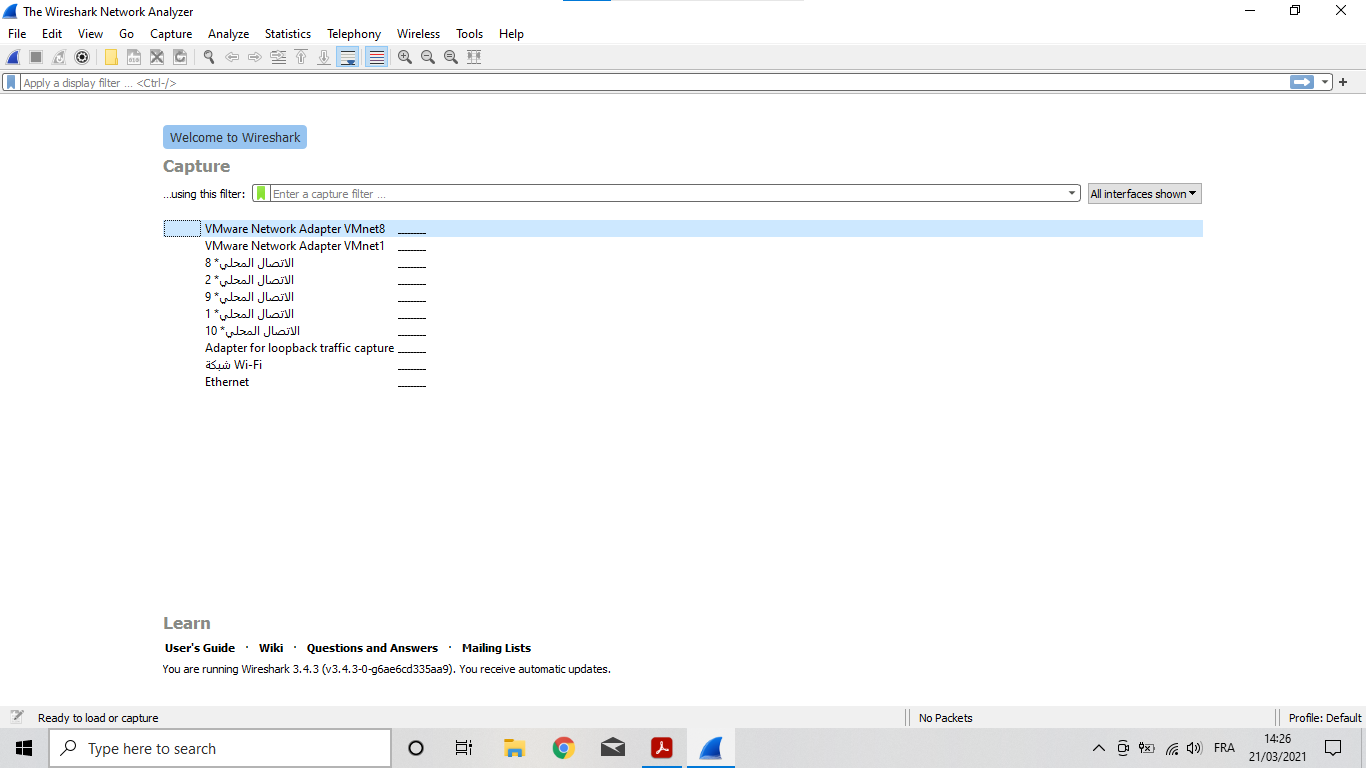 The Wireshark Network Analyzer
File Edit View Go Capture Analyze Statistics Telephony Wireless Tools Help
Apply a display filter ... <Ctrl-/>
Welcome to Wireshark
Capture
...using this filter: Enter a capture filter ... All interfaces shown
VMware Network Adapter VMnet8
VMware Network Adapter VMnet1
الاتصال المحلي* 8
الاتصال المحلي* 2
الاتصال المحلي* 9
الاتصال المحلي* 1
الاتصال المحلي* 10
Adapter for loopback traffic capture
شبكة Wi-Fi
Ethernet
Learn
User's Guide · Wiki · Questions and Answers · Mailing Lists
You are running Wireshark 3.4.3 (v3.4.3-0-g6ae6cd335aa9). You receive automatic updates.
Ready to load or capture No Packets Profile: Default
Type here to search FRA 14:26
21/03/2021